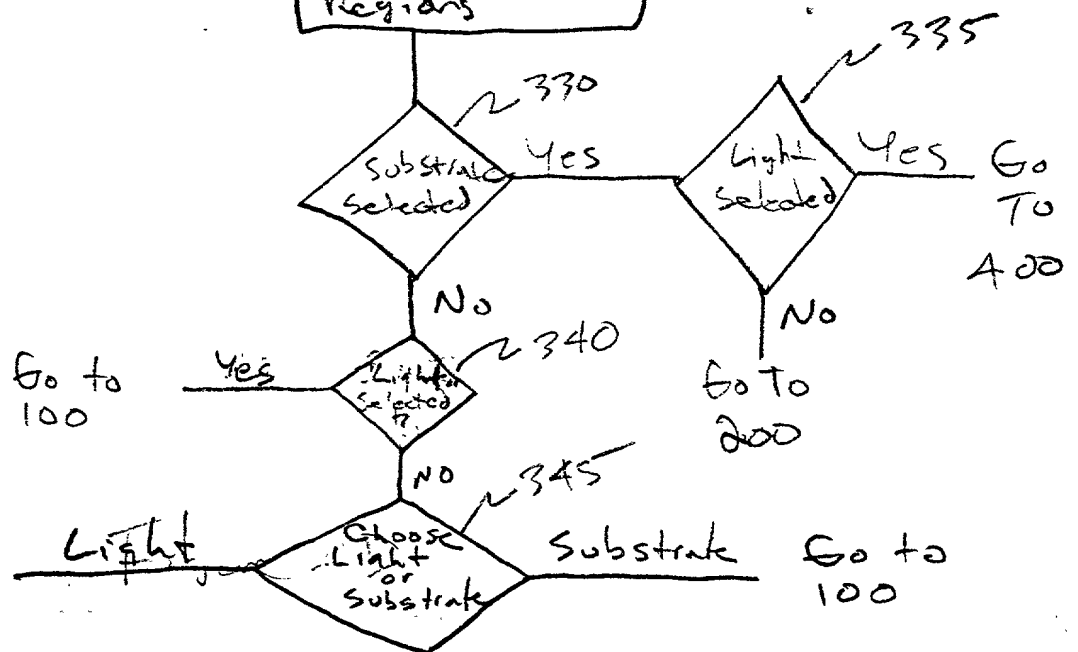 Regions
335
330
Substrate
selected
Yes
Light
selected
Yes
Go
To
400
No
No
Go To
200
340
Go to
100
Yes
Light
selected
?
No
345
Light
Choose
Light
or
Substrate
Substrate
Go to
100